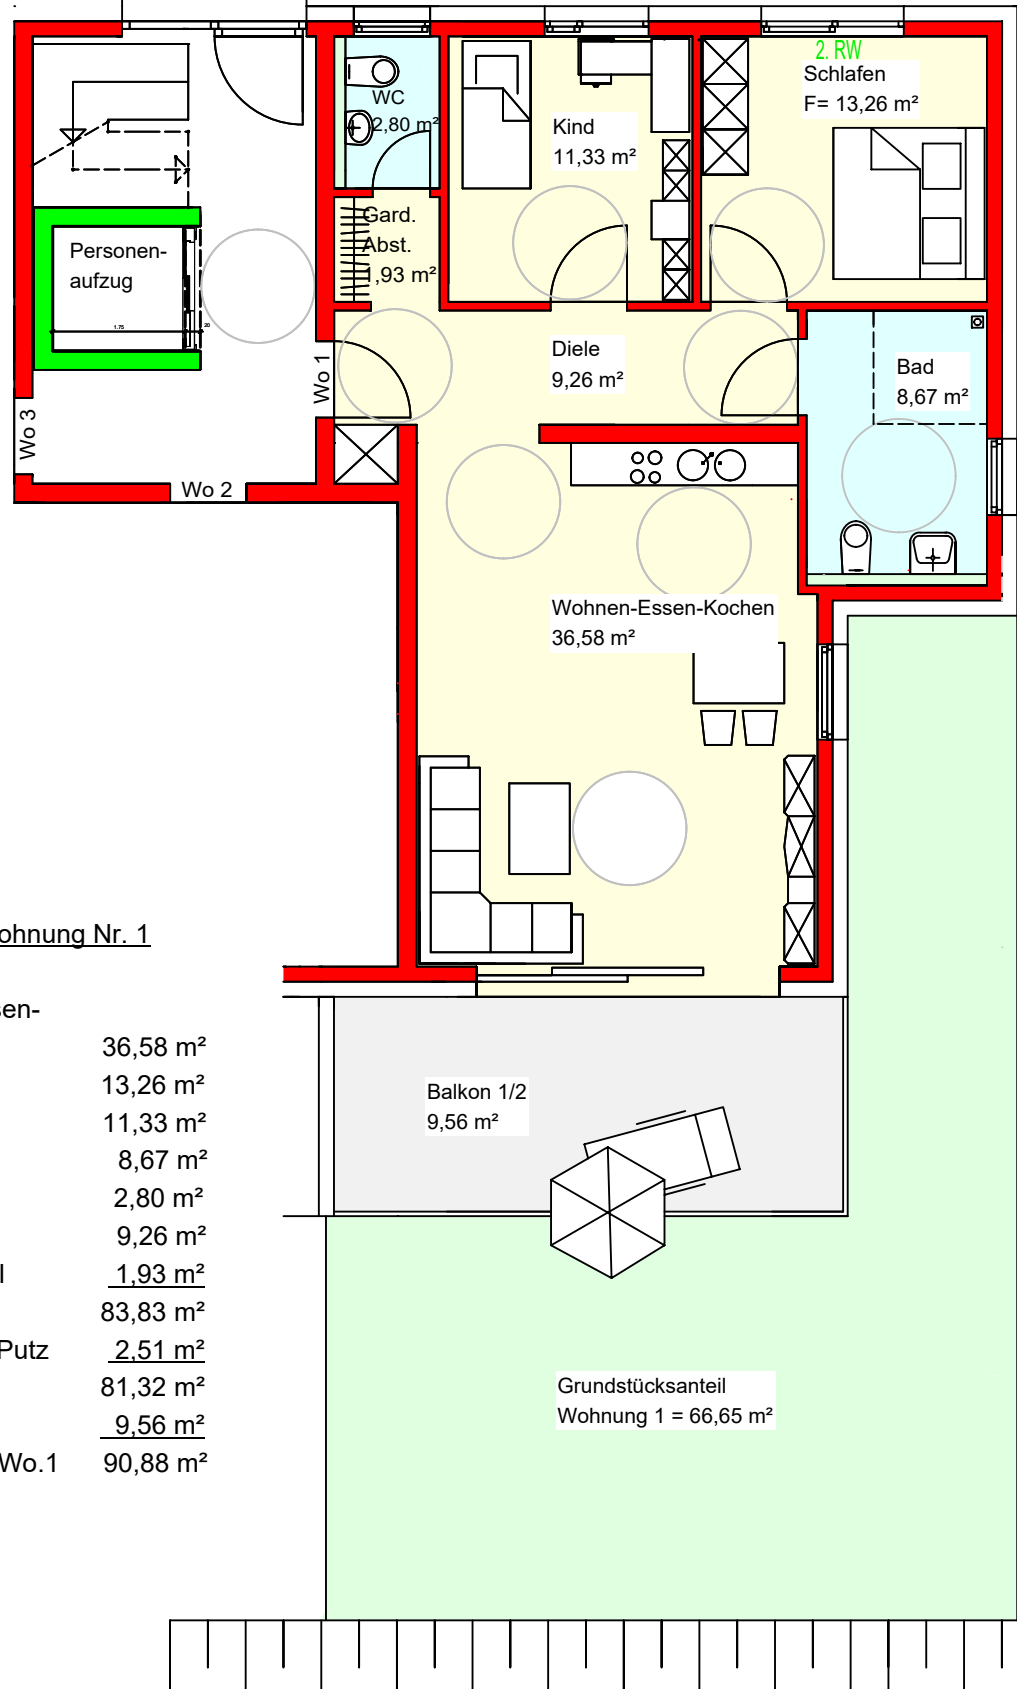 2. RW
Schlafen
F= 13,26 m²
WC
2,80 m²
Kind
11,33 m²
Gard.
Abst.
1,93 m²
Personen-
aufzug
1.75
20
Diele
9,26 m²
Bad
8,67 m²
Wo 1
Wo 3
Wo 2
Wohnen-Essen-Kochen
36,58 m²
ohnung Nr. 1
sen-
36,58 m²
13,26 m²
11,33 m²
8,67 m²
2,80 m²
9,26 m²
l 1,93 m²
83,83 m²
Putz 2,51 m²
81,32 m²
9,56 m²
Wo.1 90,88 m²
Balkon 1/2
9,56 m²
Grundstücksanteil
Wohnung 1 = 66,65 m²